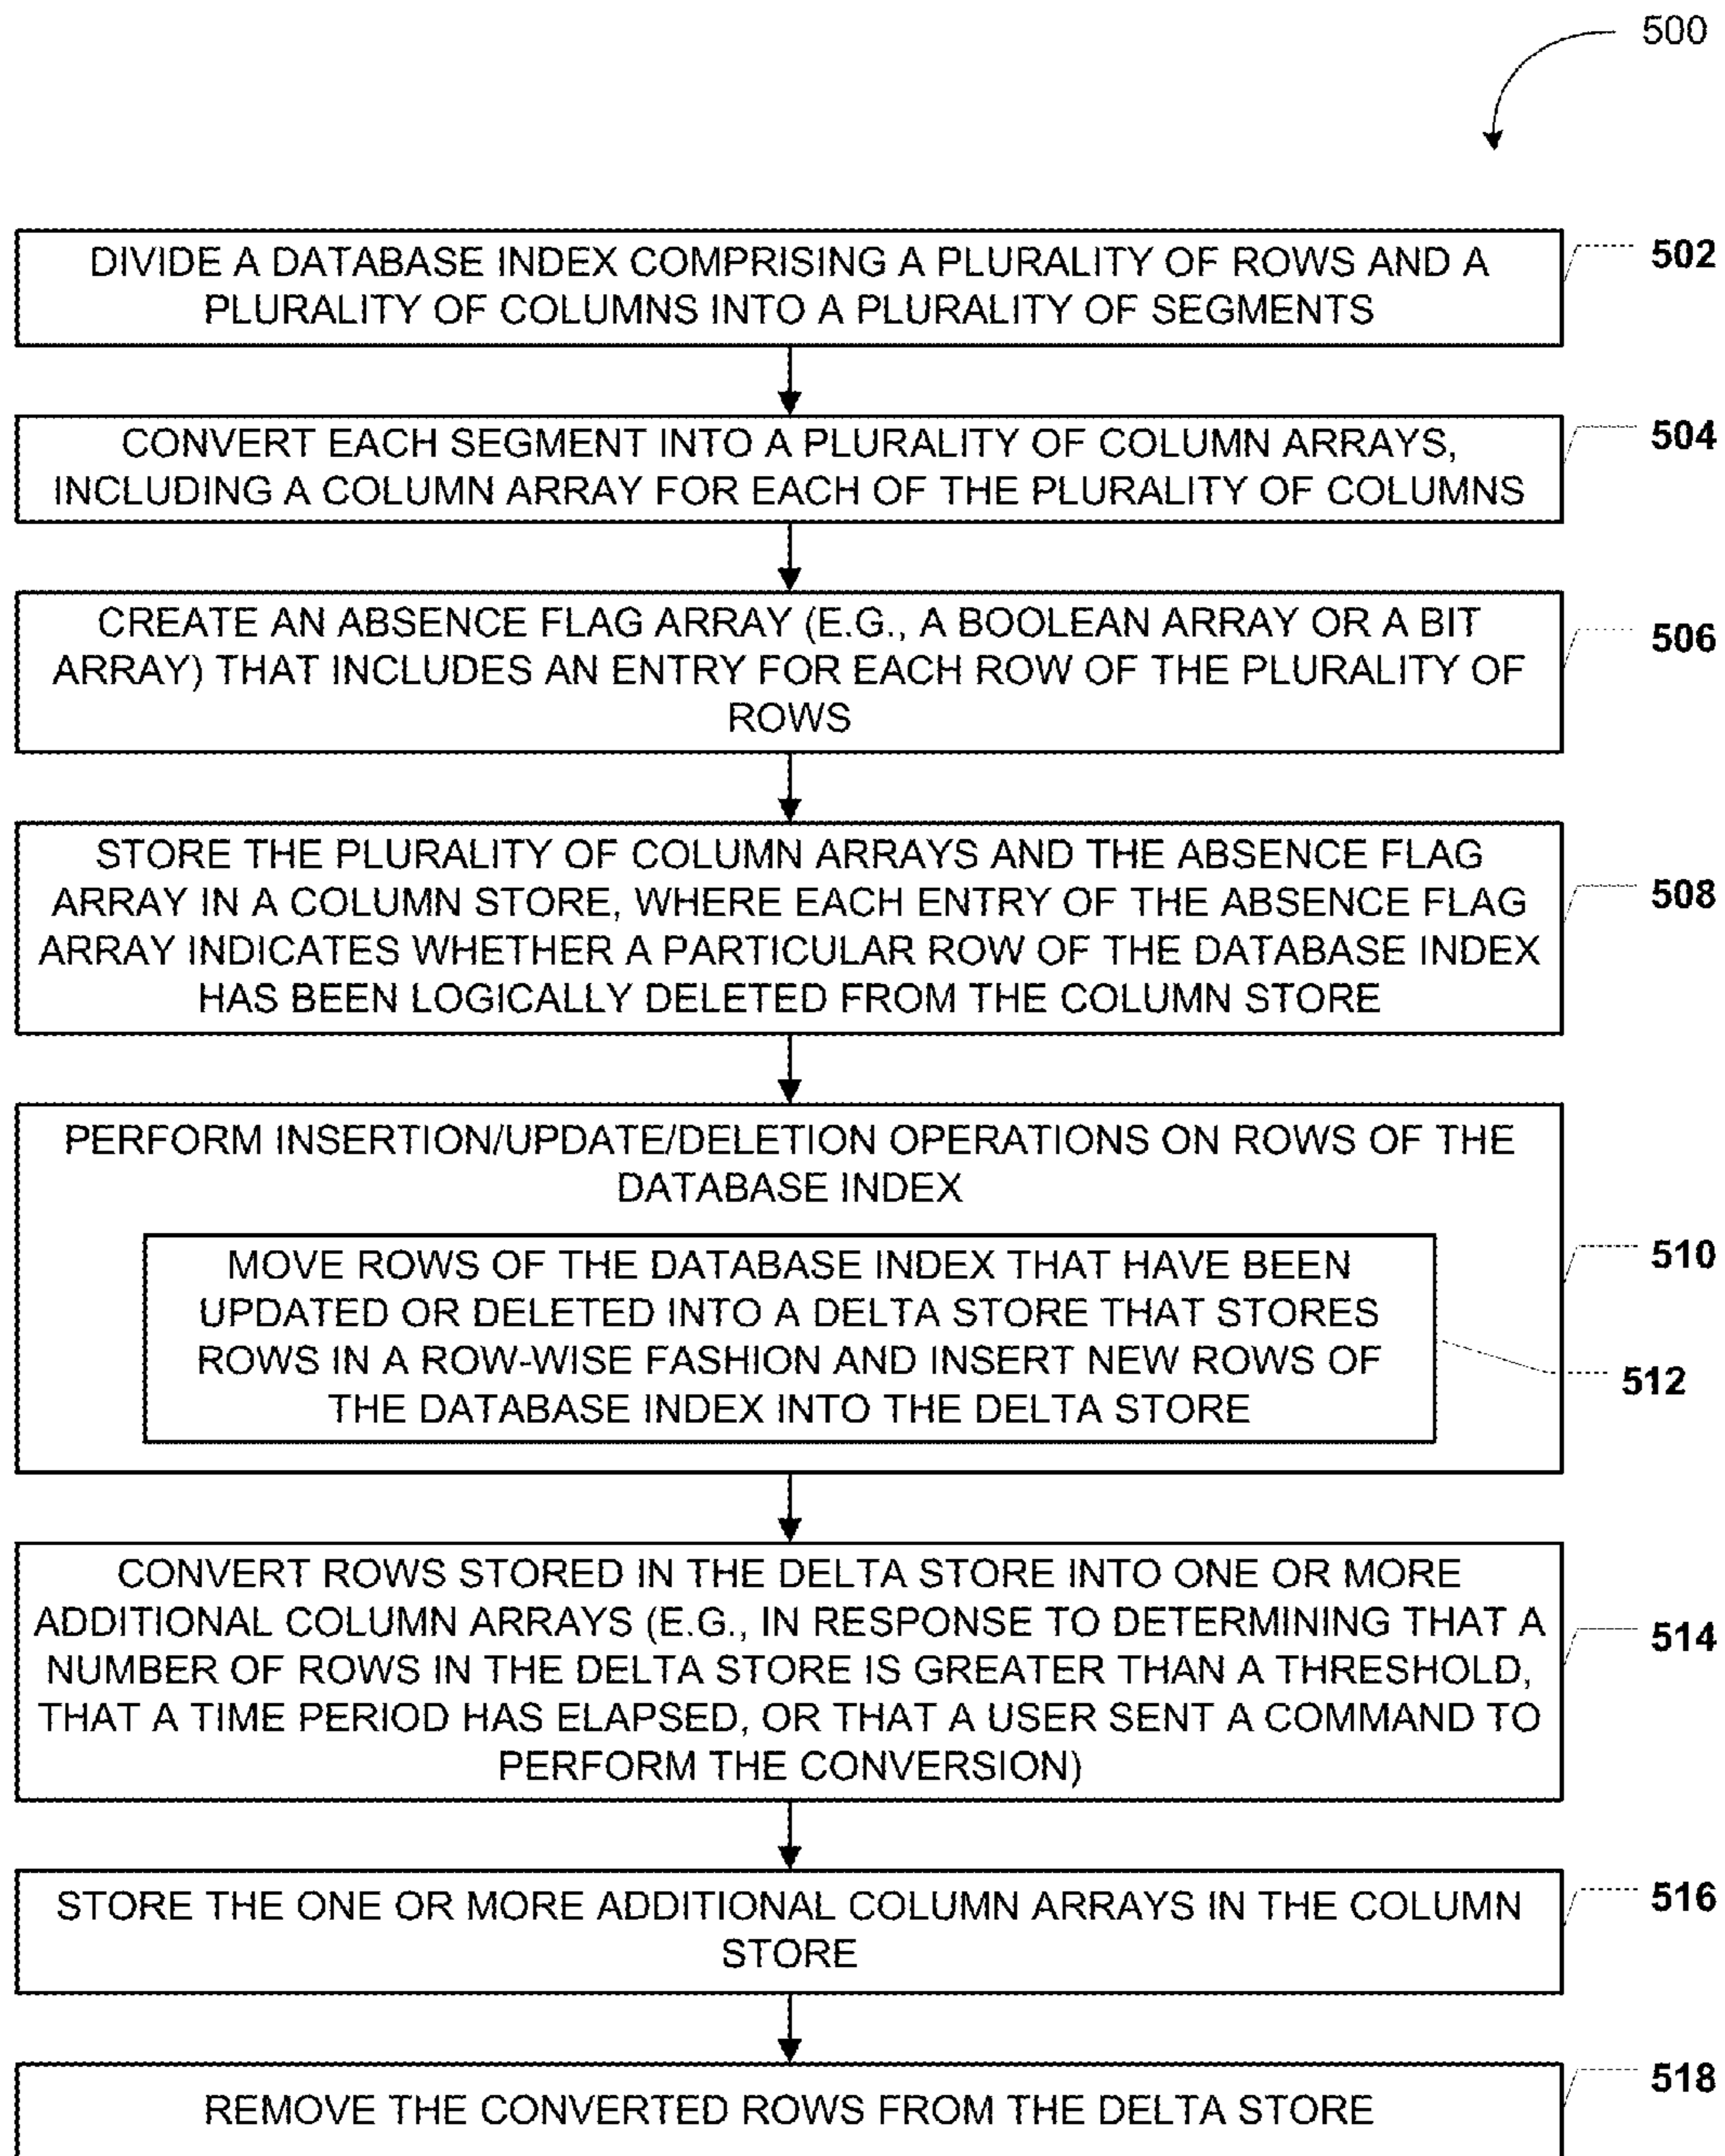 500
DIVIDE A DATABASE INDEX COMPRISING A PLURALITY OF ROWS AND A
PLURALITY OF COLUMNS INTO A PLURALITY OF SEGMENTS
502
CONVERT EACH SEGMENT INTO A PLURALITY OF COLUMN ARRAYS,
INCLUDING A COLUMN ARRAY FOR EACH OF THE PLURALITY OF COLUMNS
504
CREATE AN ABSENCE FLAG ARRAY (E.G., A BOOLEAN ARRAY OR A BIT
ARRAY) THAT INCLUDES AN ENTRY FOR EACH ROW OF THE PLURALITY OF
ROWS
506
STORE THE PLURALITY OF COLUMN ARRAYS AND THE ABSENCE FLAG
ARRAY IN A COLUMN STORE, WHERE EACH ENTRY OF THE ABSENCE FLAG
ARRAY INDICATES WHETHER A PARTICULAR ROW OF THE DATABASE INDEX
HAS BEEN LOGICALLY DELETED FROM THE COLUMN STORE
508
PERFORM INSERTION/UPDATE/DELETION OPERATIONS ON ROWS OF THE
DATABASE INDEX
510
MOVE ROWS OF THE DATABASE INDEX THAT HAVE BEEN
UPDATED OR DELETED INTO A DELTA STORE THAT STORES
ROWS IN A ROW-WISE FASHION AND INSERT NEW ROWS OF
THE DATABASE INDEX INTO THE DELTA STORE
512
CONVERT ROWS STORED IN THE DELTA STORE INTO ONE OR MORE
ADDITIONAL COLUMN ARRAYS (E.G., IN RESPONSE TO DETERMINING THAT A
NUMBER OF ROWS IN THE DELTA STORE IS GREATER THAN A THRESHOLD,
THAT A TIME PERIOD HAS ELAPSED, OR THAT A USER SENT A COMMAND TO
PERFORM THE CONVERSION)
514
STORE THE ONE OR MORE ADDITIONAL COLUMN ARRAYS IN THE COLUMN
STORE
516
REMOVE THE CONVERTED ROWS FROM THE DELTA STORE
518